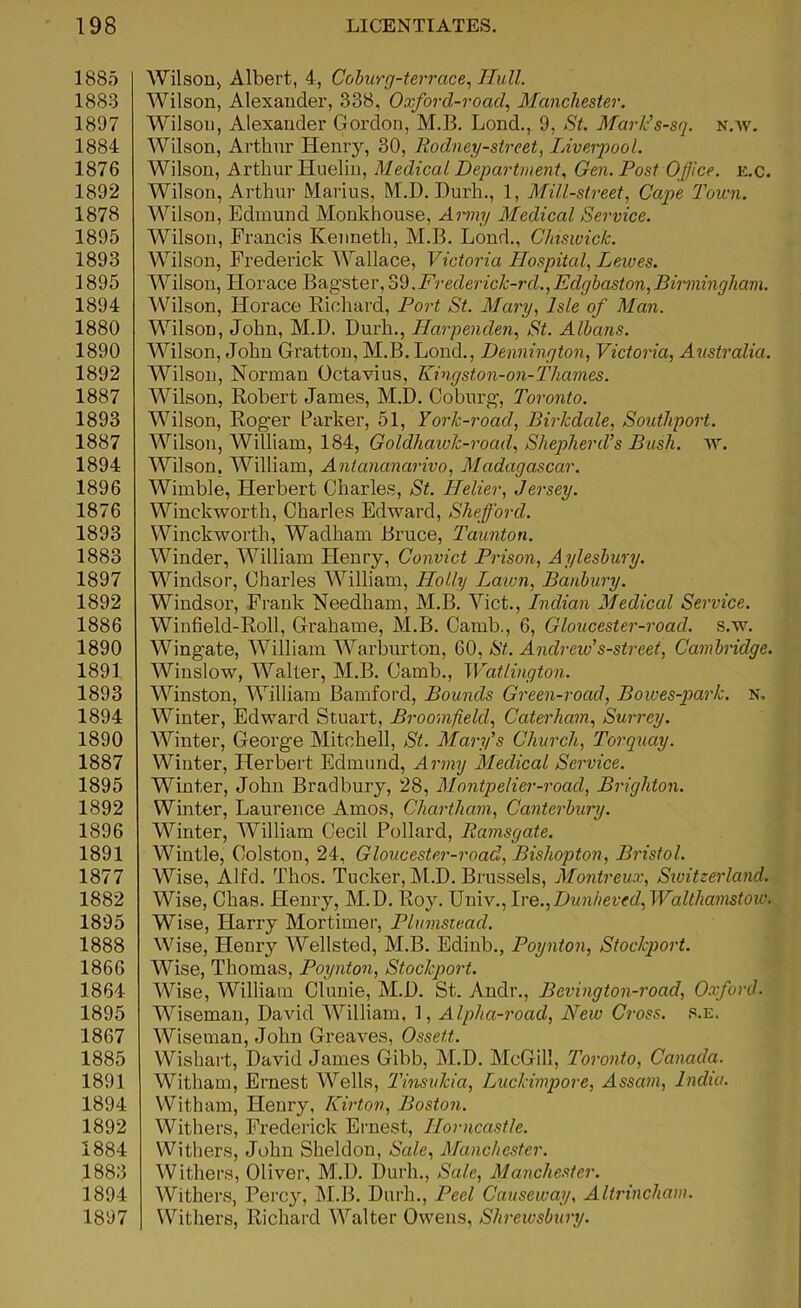 198 LICENTIATES.
1885 Wilson, Albert, 4, Coburg-terrace, Hull.
1883 Wilson, Alexander, 338, Oxford-road, Manchester.
1897 Wilson, Alexander Gordon, M.B. Lond., 9, St. Mark's-sq. N.W.
1884 Wilson, Arthur Henry, 30, Rodney-street, Liverpool.
1876 Wilson, Arthur Huelin, Medical Department, Gen. Post Office. E.C.
1892 Wilson, Arthur Marius, M.D. Durh., 1, Mill-street, Cape Town.
1878 Wilson, Edmund Monkhouse, Army Medical Service.
1895 Wilson, Francis Kenneth, M.B. Lond., Chiswick.
1893 Wilson, Frederick Wallace, Victoria Hospital, Lewes.
1895 Wilson, Horace Bagster, 39, Frederick-rd., Edgbaston, Birmingham.
1894 Wilson, Horace Richard, Port St. Mary, Isle of Man.
1880 Wilson, John, M.D. Durh., Harpenden, St. Albans.
1890 Wilson, John Gratton, M.B. Lond., Dennington, Victoria, Australia.
1892 Wilson, Norman Octavius, Kingston-on-Thames.
1887 Wilson, Robert James, M.D. Coburg, Toronto.
1893 Wilson, Roger Parker, 51, York-road, Birkdale, Southport.
1887 Wilson, William, 184, Goldhawk-road, Shepherd's Bush. W.
1894 Wilson, William, Antananarivo, Madagascar.
1896 Wimble, Herbert Charles, St. Helier, Jersey.
1876 Winckworth, Charles Edward, Shefford.
1893 Winckworth, Wadham Bruce, Taunton.
1883 Winder, William Henry, Convict Prison, Aylesbury.
1897 Windsor, Charles William, Holly Lawn, Banbury.
1892 Windsor, Frank Needham, M.B. Vict., Indian Medical Service.
1886 Winfield-Roll, Grahame, M.B. Camb., 6, Gloucester-road. S.W.
1890 Wingate, William Warburton, 60, St. Andrew's-street, Cambridge.
1891 Winslow, Walter, M.B. Camb., Watlington.
1893 Winston, William Bamford, Bounds Green-road, Bowes-park. N.
1894 Winter, Edward Stuart, Broomfield, Caterham, Surrey.
1890 Winter, George Mitchell, St. Mary's Church, Torquay.
1887 Winter, Herbert Edmund, Army Medical Service.
1895 Winter, John Bradbury, 28, Montpelier-road, Brighton.
1892 Winter, Laurence Amos, Chartham, Canterbury.
1896 Winter, William Cecil Pollard, Ramsgate.
1891 Wintle, Colston, 24, Gloucester-road, Bishopton, Bristol.
1877 Wise, Alfd. Thos. Tucker, M.D. Brussels, Montreux, Switzerland.
1882 Wise, Chas. Henry, M.D. Roy. Univ., Ire., Dunheved, Walthamstow.
1895 Wise, Harry Mortimer, Plumstead.
1888 Wise, Henry Wellsted, M.B. Edinb., Poynton, Stockport.
1866 Wise, Thomas, Poynton, Stockport.
1864 Wise, William Clunie, M.D. St. Andr., Bevington-road, Oxford.
1895 Wiseman, David William, 1, Alpha-road, New Cross. S.E.
1867 Wiseman, John Greaves, Ossett.
1885 Wishart, David James Gibb, M.D. McGill, Toronto, Canada.
1891 Witham, Ernest Wells, Tinsukia, Luckimpore, Assam, India.
1894 Witham, Henry, Kirton, Boston.
1892 Withers, Frederick Ernest, Horncastle.
1884 Withers, John Sheldon, Sale, Manchester.
1883 Withers, Oliver, M.D. Durh., Sale, Manchester.
1894 Withers, Percy, M.B. Durh., Peel Causeway, Altrincham.
1897 Withers, Richard Walter Owens, Shrewsbury.